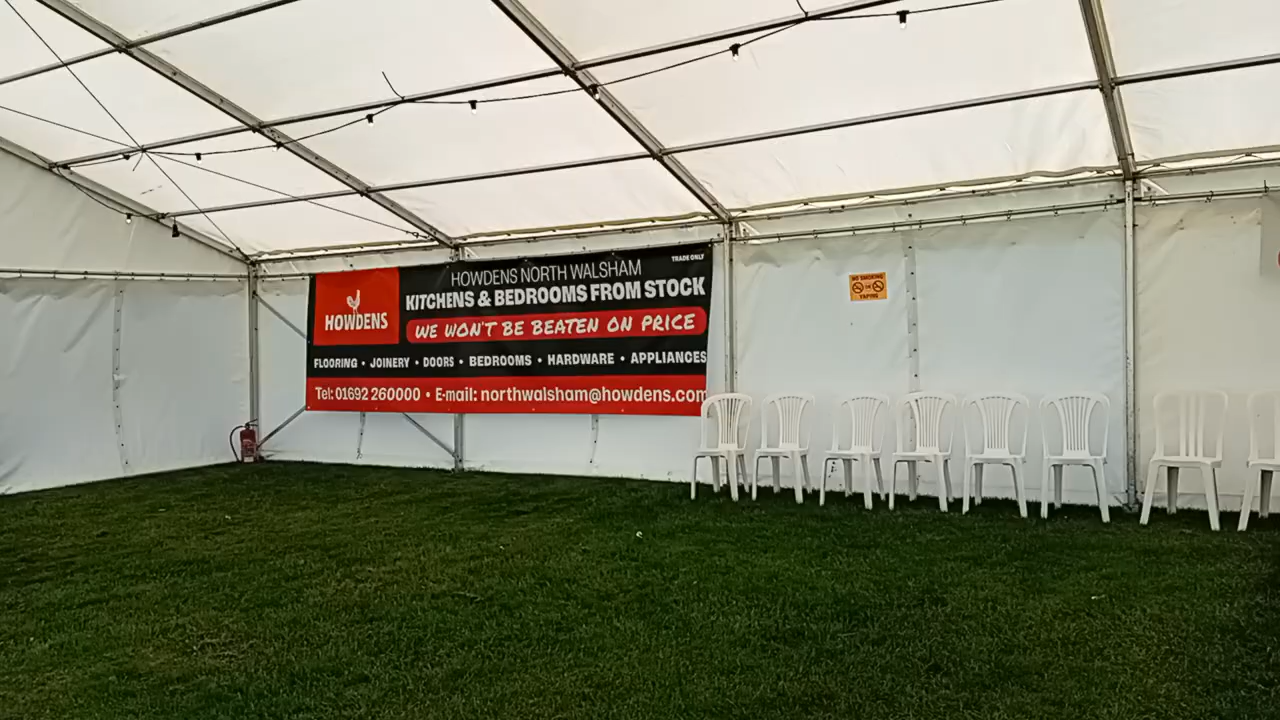 HOWDENS
TRADE ONLY
HOWDENS NORTH WALSHAM
KITCHENS & BEDROOMS FROM STOCK
WE WON'T BE BEATEN ON PRICE
FLOORING • JOINERY • DOORS • BEDROOMS • HARDWARE • APPLIANCES
Tel: 01692 260000 • E-mail: northwalsham@howdens.com
NO SMOKING
OR
VAPING